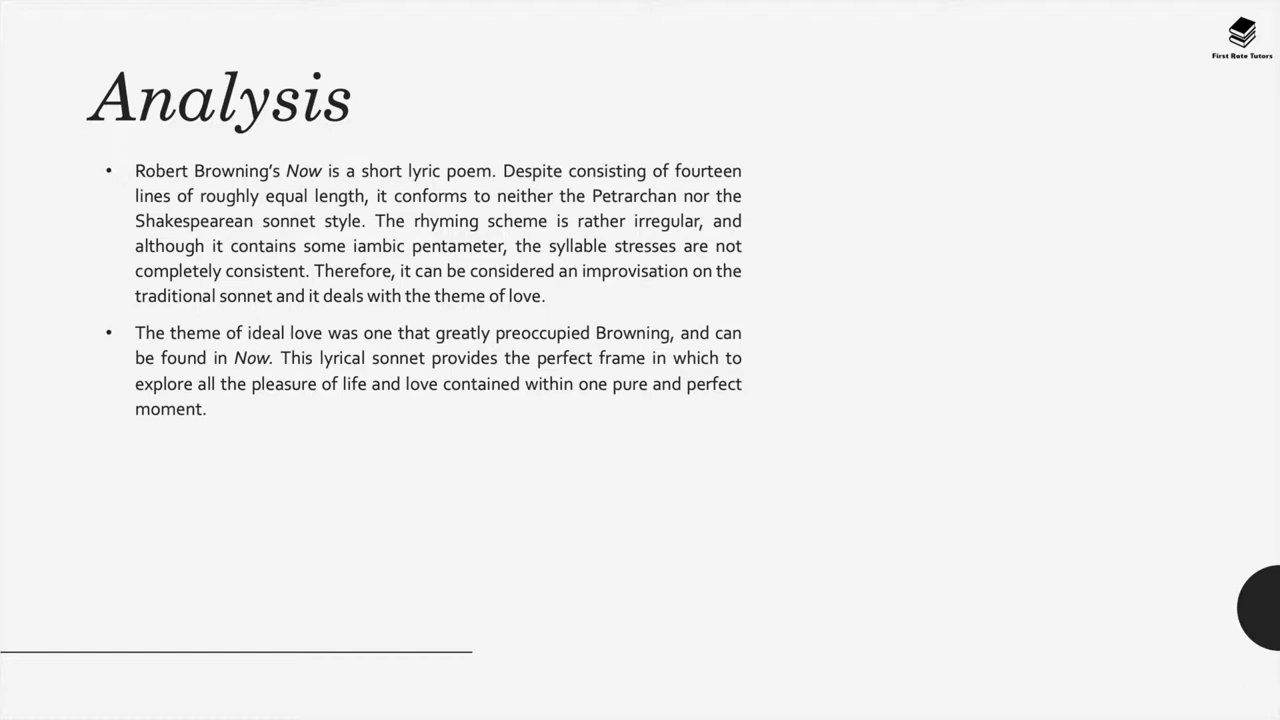 First Rate Tutors
Analysis
• Robert Browning’s Now is a short lyric poem. Despite consisting of fourteen
lines of roughly equal length, it conforms to neither the Petrarchan nor the
Shakespearean sonnet style. The rhyming scheme is rather irregular, and
although it contains some iambic pentameter, the syllable stresses are not
completely consistent. Therefore, it can be considered an improvisation on the
traditional sonnet and it deals with the theme of love.
• The theme of ideal love was one that greatly preoccupied Browning, and can
be found in Now. This lyrical sonnet provides the perfect frame in which to
explore all the pleasure of life and love contained within one pure and perfect
moment.